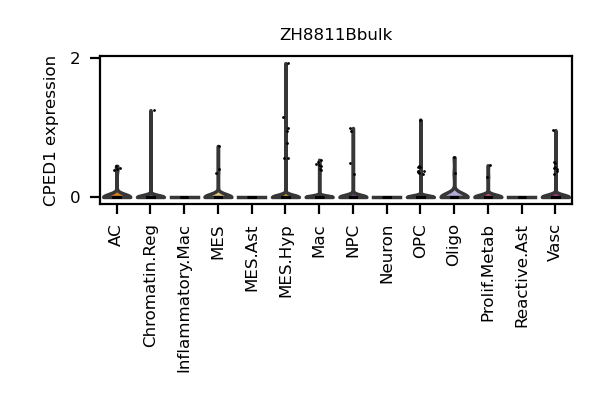 ZH8811Bbulk
CPED1 expression
2
0
AC
Chromatin.Reg
Inflammatory.Mac
MES
MES.Ast
MES.Hyp
Mac
NPC
Neuron
OPC
Oligo
Prolif.Metab
Reactive.Ast
Vasc